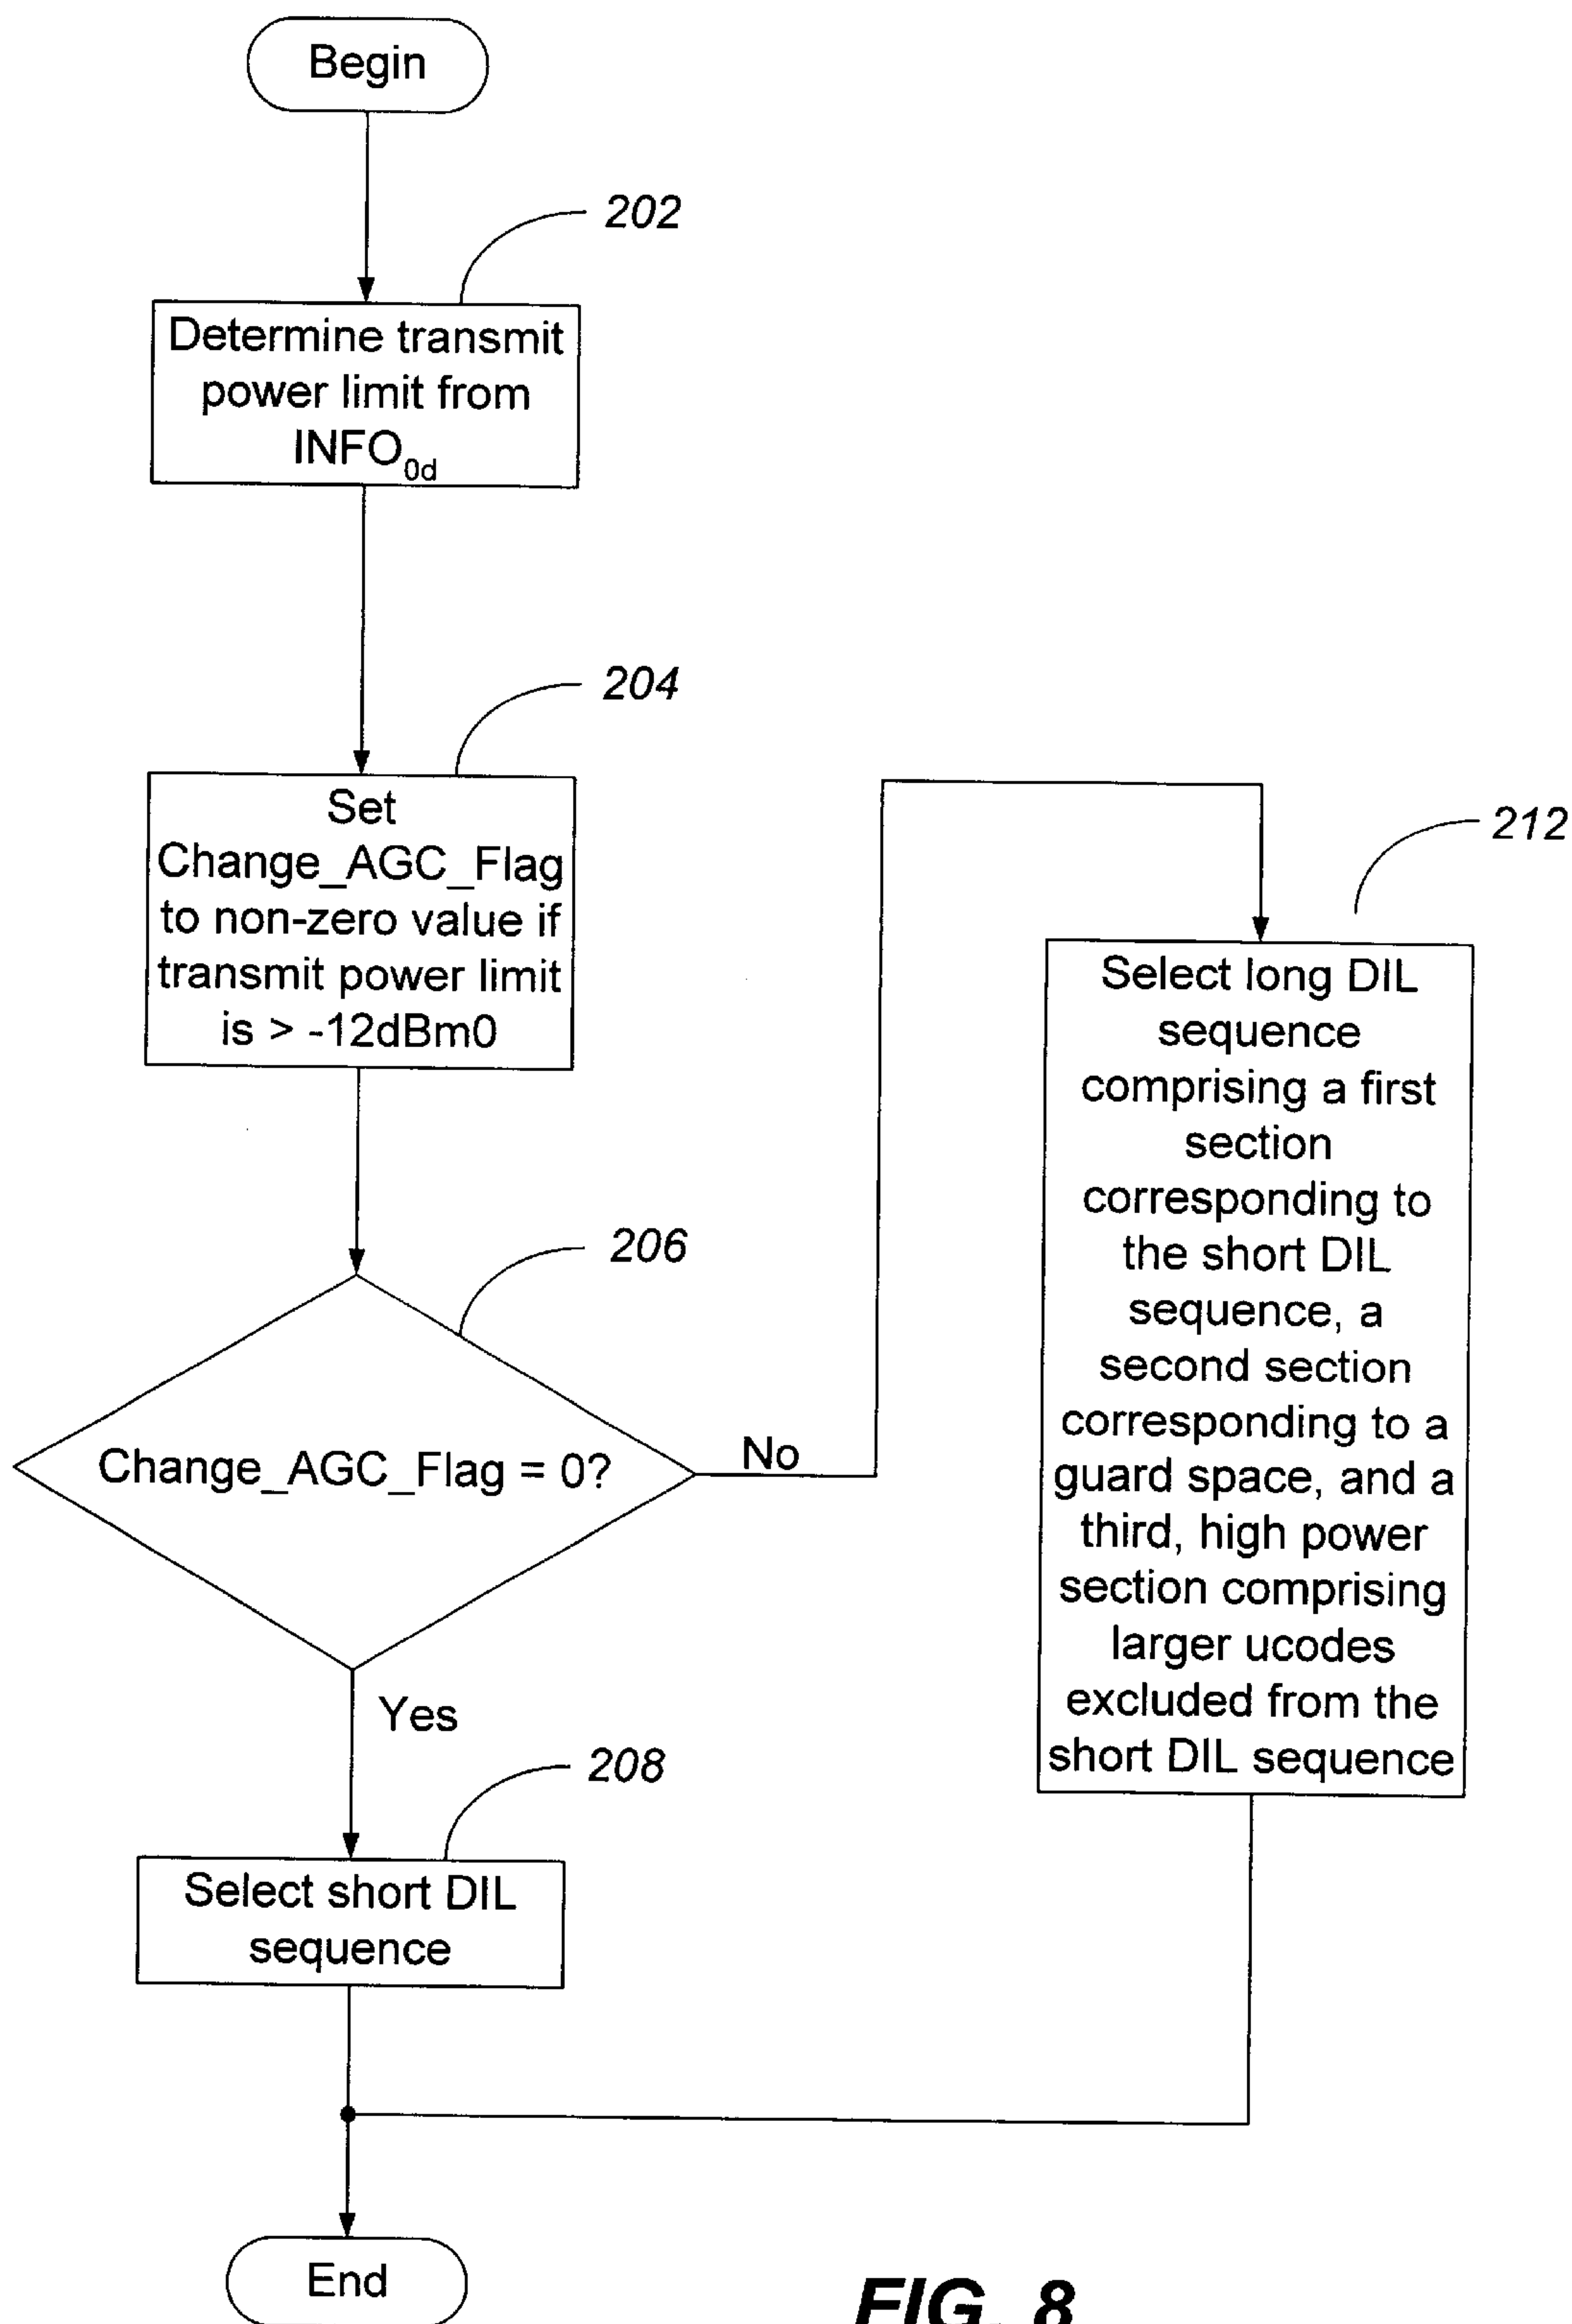 Begin
202
Determine transmit
power limit from
INFO0d
204
Set
Change_AGC_Flag
to non-zero value if
transmit power limit
is > -12dBm0
206
Change_AGC_Flag = 0?
No
Yes
208
Select short DIL
sequence
212
Select long DIL
sequence
comprising a first
section
corresponding to
the short DIL
sequence, a
second section
corresponding to a
guard space, and a
third, high power
section comprising
larger ucodes
excluded from the
short DIL sequence
End
FIG. 8